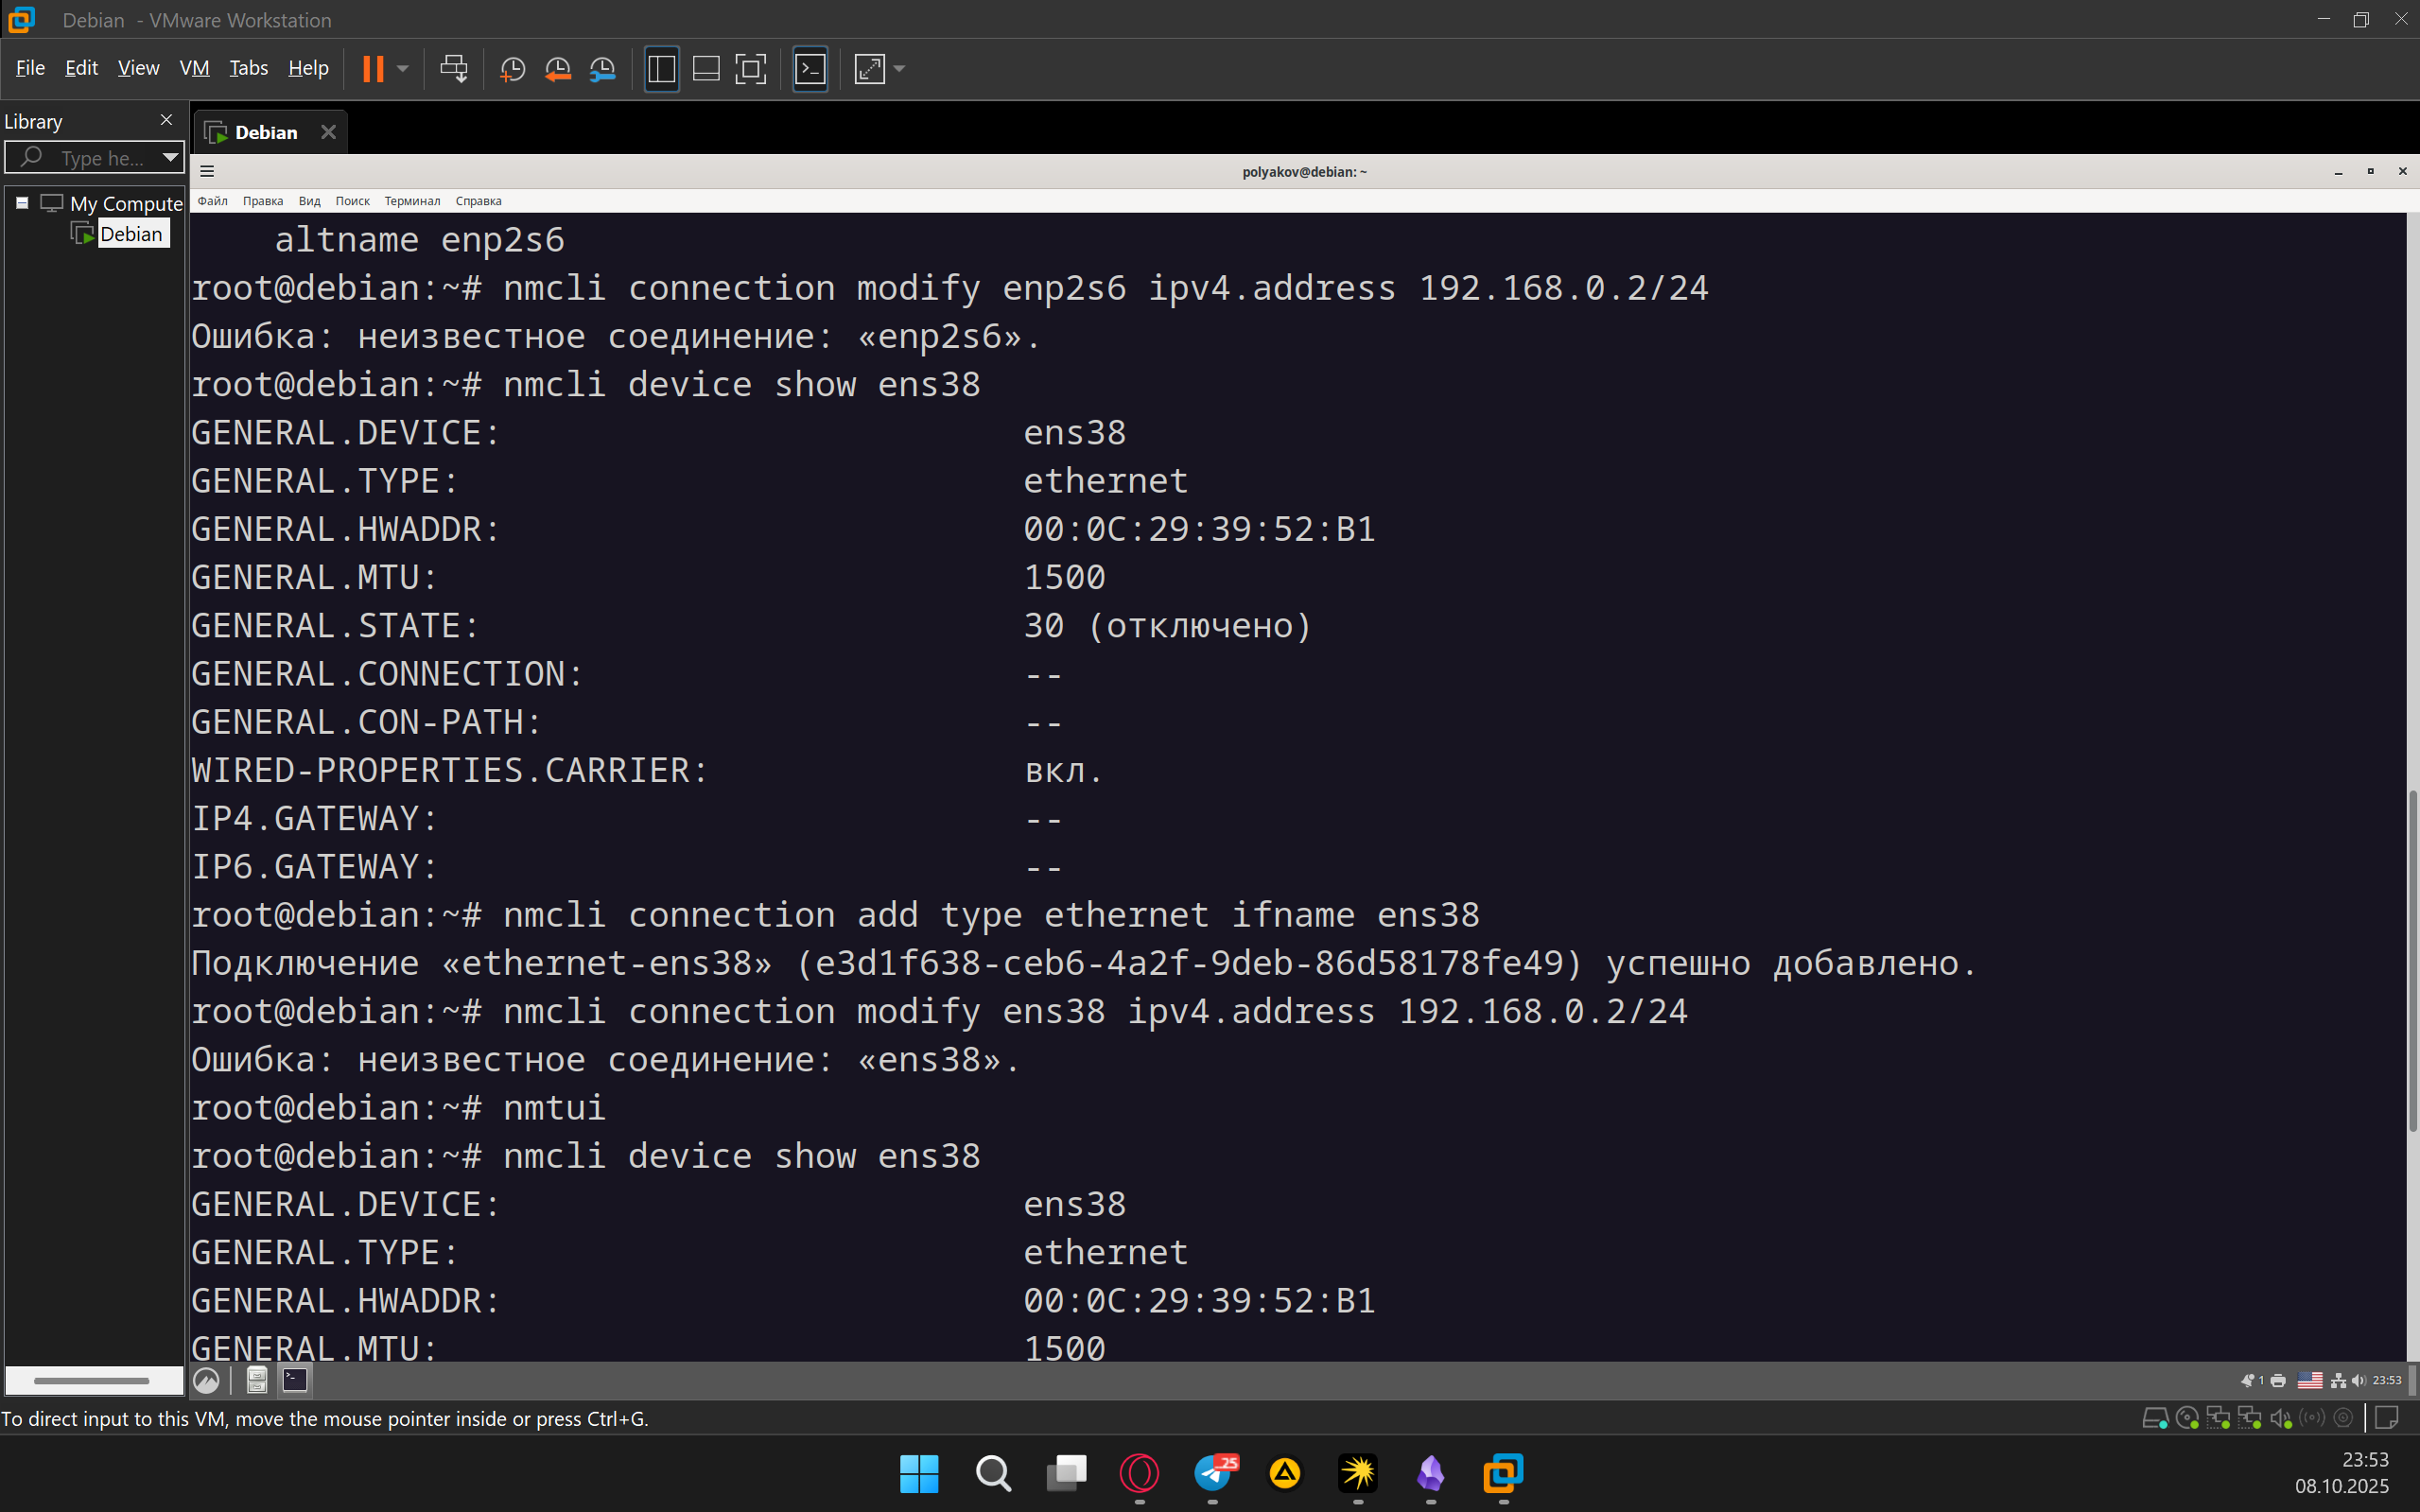 Debian - VMware Workstation
File Edit View VM Tabs Help
Library
Debian
Type he...
My Compute
Debian
polyakov@debian: ~
Файл Правка Вид Поиск Терминал Справка
altname enp2s6
root@debian:~# nmcli connection modify enp2s6 ipv4.address 192.168.0.2/24
Ошибка: неизвестное соединение: «enp2s6».
root@debian:~# nmcli device show ens38
GENERAL.DEVICE: ens38
GENERAL.TYPE: ethernet
GENERAL.HWADDR: 00:0C:29:39:52:B1
GENERAL.MTU: 1500
GENERAL.STATE: 30 (отключено)
GENERAL.CONNECTION: --
GENERAL.CON-PATH: --
WIRED-PROPERTIES.CARRIER: вкл.
IP4.GATEWAY: --
IP6.GATEWAY: --
root@debian:~# nmcli connection add type ethernet ifname ens38
Подключение «ethernet-ens38» (e3d1f638-ceb6-4a2f-9deb-86d58178fe49) успешно добавлено.
root@debian:~# nmcli connection modify ens38 ipv4.address 192.168.0.2/24
Ошибка: неизвестное соединение: «ens38».
root@debian:~# nmtui
root@debian:~# nmcli device show ens38
GENERAL.DEVICE: ens38
GENERAL.TYPE: ethernet
GENERAL.HWADDR: 00:0C:29:39:52:B1
GENERAL.MTU: 1500
1 23:53
To direct input to this VM, move the mouse pointer inside or press Ctrl+G.
25
23:53
08.10.2025